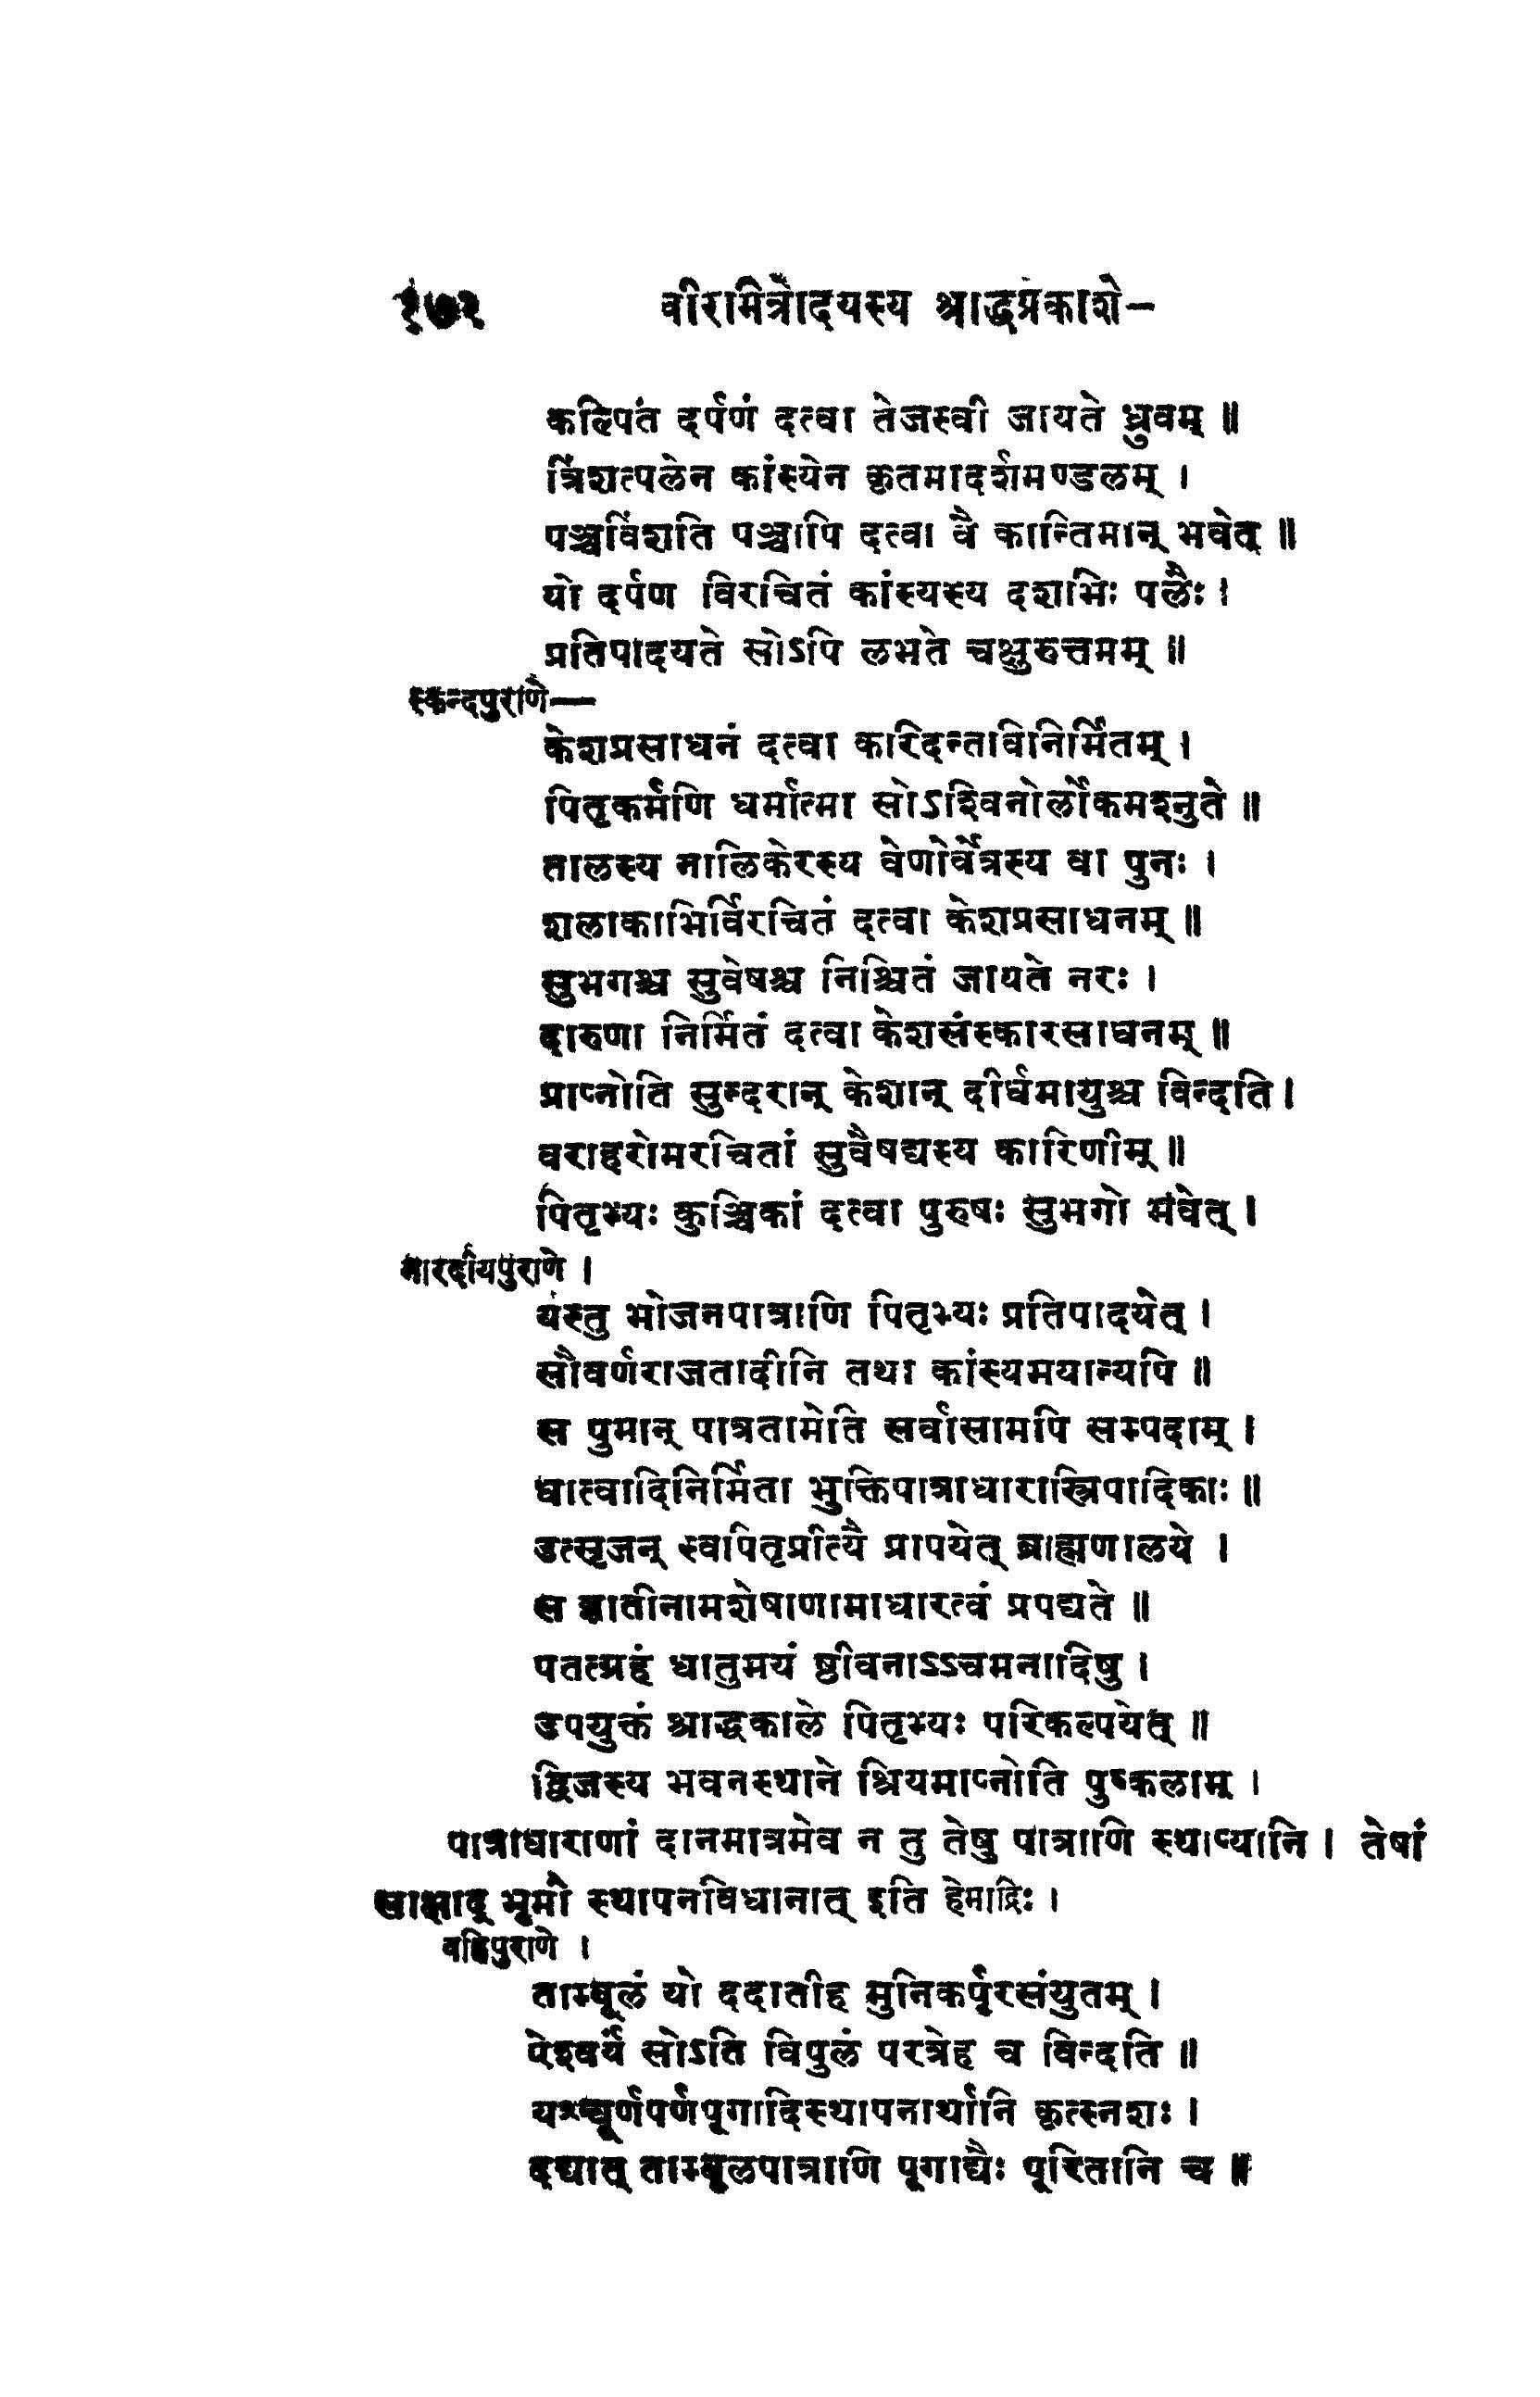 १७२ वीरमित्रोदयस्य श्राद्धप्रकाशे–
कल्पितं दर्पणं दत्वा तेजस्वी जायते ध्रुवम् ॥
त्रिंशत्पलेन कांस्येन कृतमादर्शमण्डलम् ।
पञ्चविंशति पञ्चापि दत्वा वै कान्तिमान् भवेत् ॥
यो दर्पण विरचितं कांस्यस्य दशभिः पलैः ।
प्रतिपादयते सोऽपि लभते चक्षुरुत्तमम् ॥
स्कन्दपुराणे—
केशप्रसाधनं दत्वा करिदन्तविनिर्मितम् ।
पितृकर्मणि धर्मात्मा सोऽश्विनोर्लोकमश्नुते ॥
तालस्य नालिकेरस्य वेणोर्वेत्रस्य वा पुनः ।
शलाकाभिर्विरचितं दत्वा केशप्रसाधनम् ॥
सुभगश्च सुवेषश्च निश्चितं जायते नरः ।
दारुणा निर्मितं दत्वा केशसंस्कारसाधनम् ॥
प्राप्नोति सुन्दरान् केशान् दीर्घमायुश्च विन्दति ।
वराहरोमरचितां सुवैषद्यस्य कारिणीम् ॥
पितृभ्यः कुञ्चिकां दत्वा पुरुषः सुभगो भवेत् ।
नारदीयपुराणे ।
यस्तु भोजनपात्राणि पितृभ्यः प्रतिपादयेत् ।
सौवर्णराजतादीनि तथा कांस्यमयान्यपि ॥
स पुमान् पात्रतामेति सर्वासामपि सम्पदाम् ।
धात्वादिनिर्मिता भुक्तिपात्राधारास्त्रिपादिकाः ॥
उत्सृजन् स्वपितृप्रीत्यै प्रापयेत् ब्राह्मणालये ।
स ज्ञातीनामशेषाणामाधारत्वं प्रपद्यते ॥
पतत्ग्रहं धातुमयं ष्ठीवनाऽऽचमनादिषु ।
उपयुक्तं श्राद्धकाले पितृभ्यः परिकल्पयेत् ॥
द्विजस्य भवनस्थाने श्रियमाप्नोति पुष्कलाम् ।
पात्राधाराणां दानमात्रमेव न तु तेषु पात्राणि स्थाप्यानि । तेषां
साक्षाद् भूमौ स्थापनविधानात् इति हेमाद्रिः ।
वह्निपुराणे ।
ताम्बूलं यो ददातीह मुनिकर्पूरसंयुतम् ।
ऐश्वर्यं सोऽति विपुलं परत्रेह च विन्दति ॥
यश्चूर्णपर्णपूगादिस्थापनार्थानि कृत्स्नशः ।
दद्यात् ताम्बूलपात्राणि पूगाद्यैः पूरितानि च ॥